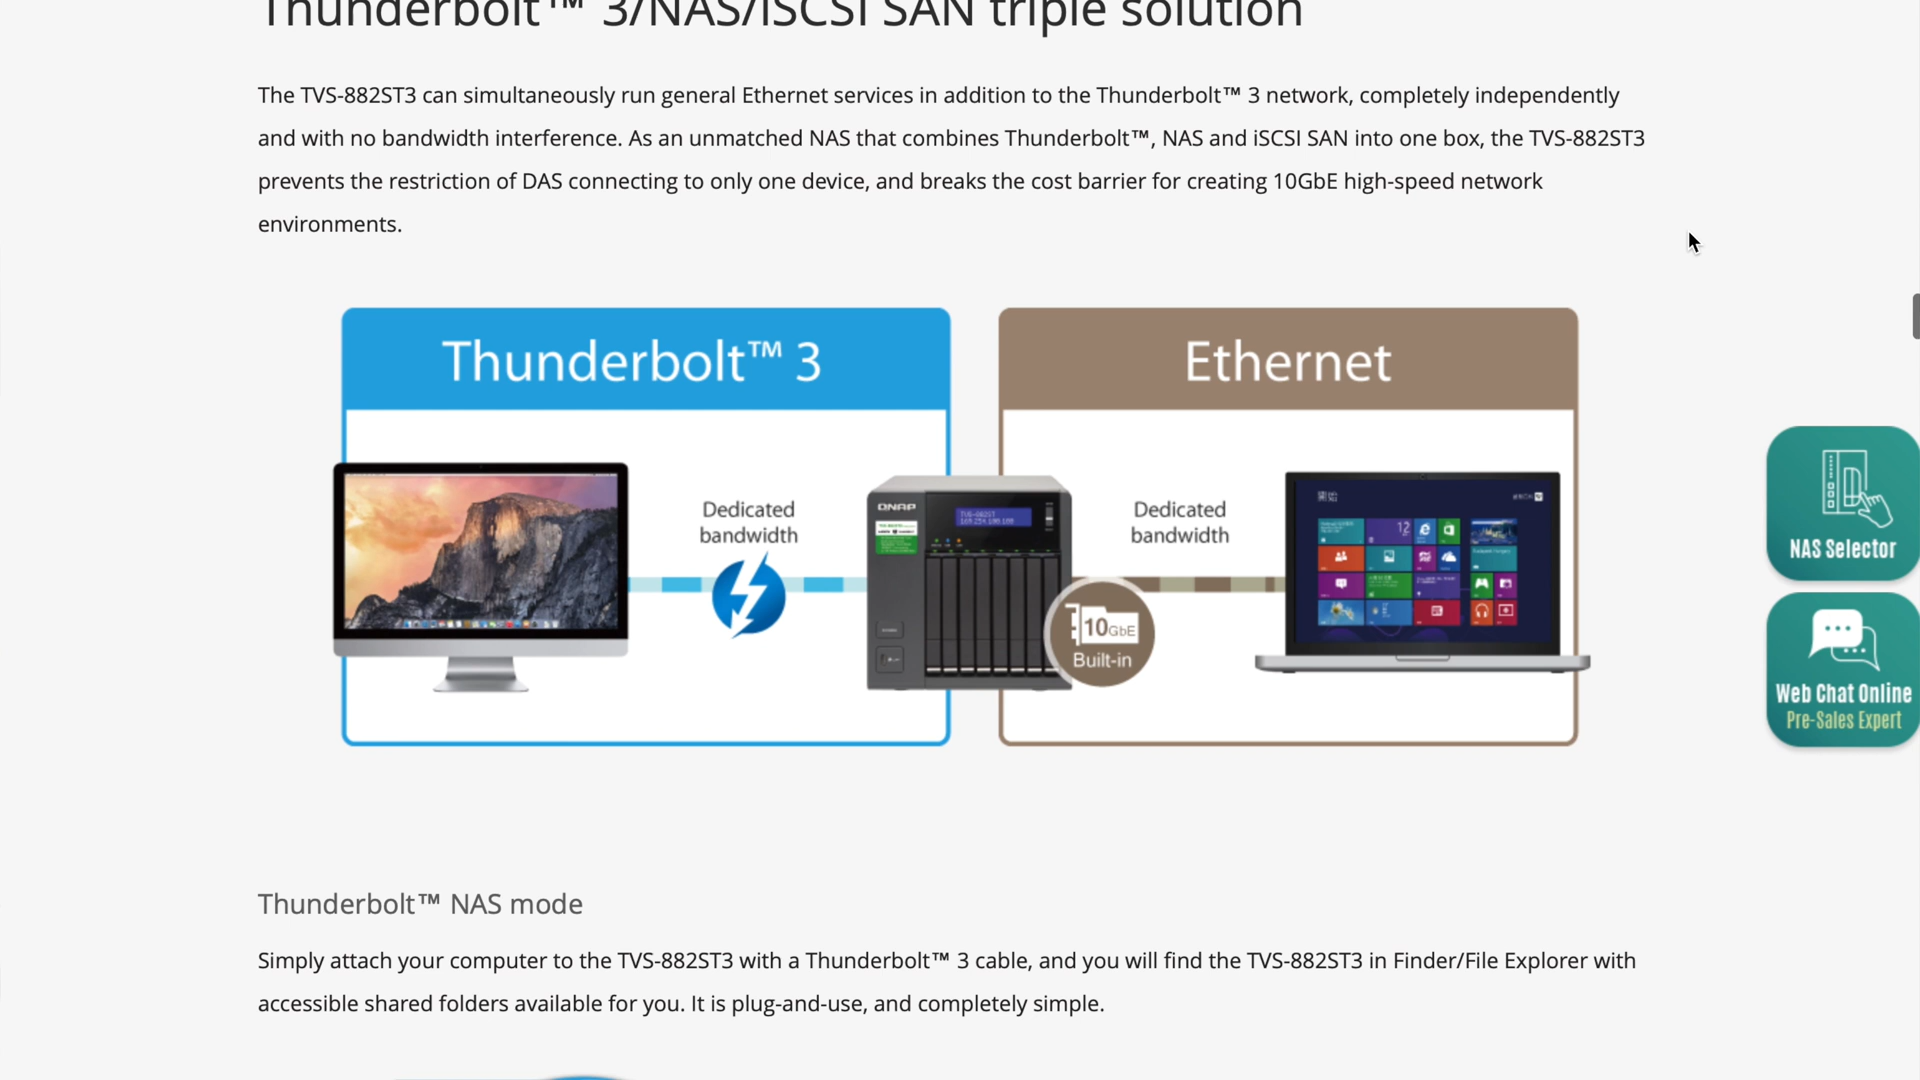 Thunderbolt™ 3/NAS/iSCSI SAN triple solution
The TVS-882ST3 can simultaneously run general Ethernet services in addition to the Thunderbolt™ 3 network, completely independently
and with no bandwidth interference. As an unmatched NAS that combines Thunderbolt™, NAS and iSCSI SAN into one box, the TVS-882ST3
prevents the restriction of DAS connecting to only one device, and breaks the cost barrier for creating 10GbE high-speed network
environments.
Thunderbolt™ 3
Ethernet
Dedicated
bandwidth
QNAP
Dedicated
bandwidth
10GbE
Built-in
NAS Selector
Web Chat Online
Pre-Sales Expert
Thunderbolt™ NAS mode
Simply attach your computer to the TVS-882ST3 with a Thunderbolt™ 3 cable, and you will find the TVS-882ST3 in Finder/File Explorer with
accessible shared folders available for you. It is plug-and-use, and completely simple.